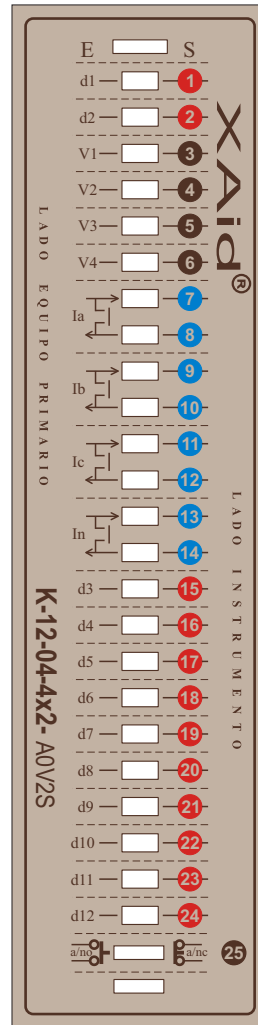 E S
d1 1
d2 2
V1 3
V2 4
V3 5
V4 6
Ia 7
8
Ib 9
10
Ic 11
12
In 13
14
d3 15
d4 16
d5 17
d6 18
d7 19
d8 20
d9 21
d10 22
d11 23
d12 24
a/no a/nc 25
XAid®
LADO EQUIPO PRIMARIO
LADO INSTRUMENTO
K-12-04-4x2- A0V2S